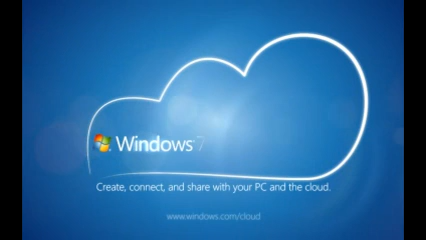 Windows 7
Create, connect, and share with your PC and the cloud.
www.windows.com/cloud